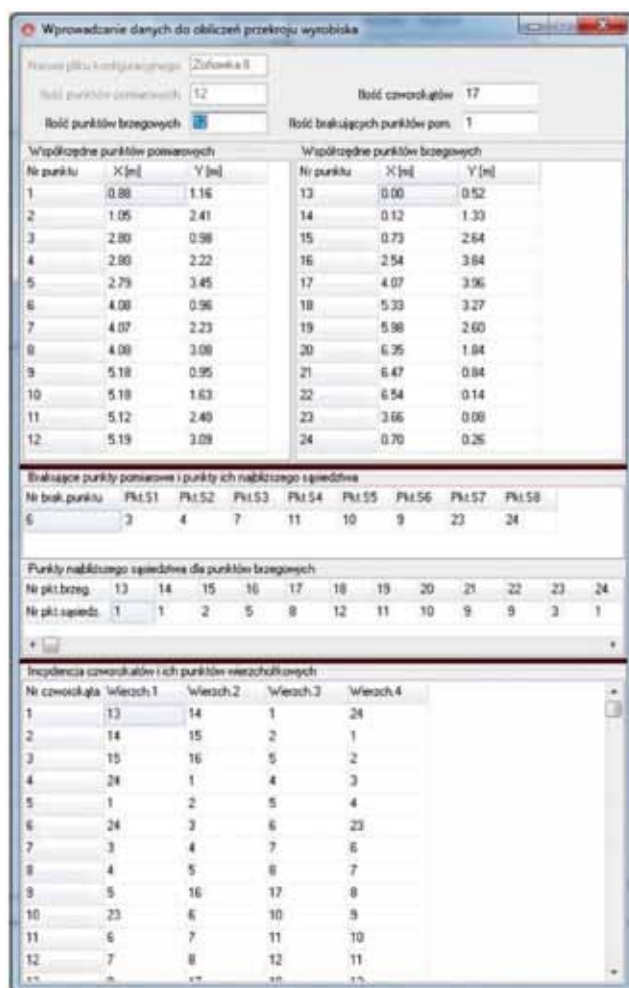 Wprowadzanie danych do obliczeń przekroju wyrobiska
Nazwa pliku konfiguracyjnego Zofiówka II
Ilość punktów pomiarowych 12 Ilość czworokątów 17
Ilość punktów brzegowych 12 Ilość brakujących punktów pom. 1
Współrzędne punktów pomiarowych Współrzędne punktów brzegowych
Nr punktu X [m] Y [m] Nr punktu X [m] Y [m]
1 0.88 1.16 13 0.00 0.52
2 1.05 2.41 14 0.12 1.33
3 2.80 0.98 15 0.73 2.64
4 2.80 2.22 16 2.54 3.84
5 2.79 3.45 17 4.07 3.96
6 4.08 0.96 18 5.33 3.27
7 4.07 2.23 19 5.98 2.60
8 4.08 3.08 20 6.35 1.84
9 5.18 0.95 21 6.47 0.84
10 5.18 1.63 22 6.54 0.14
11 5.12 2.40 23 3.66 0.08
12 5.19 3.09 24 0.70 0.26
Brakujące punkty pomiarowe i punkty ich najbliższego sąsiedztwa
Nr brak.punktu Pkt.S1 Pkt.S2 Pkt.S3 Pkt.S4 Pkt.S5 Pkt.S6 Pkt.S7 Pkt.S8
6 3 4 7 11 10 9 23 24
Punkty najbliższego sąsiedztwa dla punktów brzegowych
Nr pkt.brzeg. 13 14 15 16 17 18 19 20 21 22 23 24
Nr pkt.sąsiedz. 1 1 2 5 8 12 11 10 9 9 3 1
Incydencja czworokątów i ich punktów wierzchołkowych
Nr czworokąta Wierzch.1 Wierzch.2 Wierzch.3 Wierzch.4
1 13 14 1 24
2 14 15 2 1
3 15 16 5 2
4 24 1 4 3
5 1 2 5 4
6 24 3 6 23
7 3 4 7 6
8 4 5 8 7
9 5 16 17 8
10 23 6 10 9
11 6 7 11 10
12 7 8 12 11